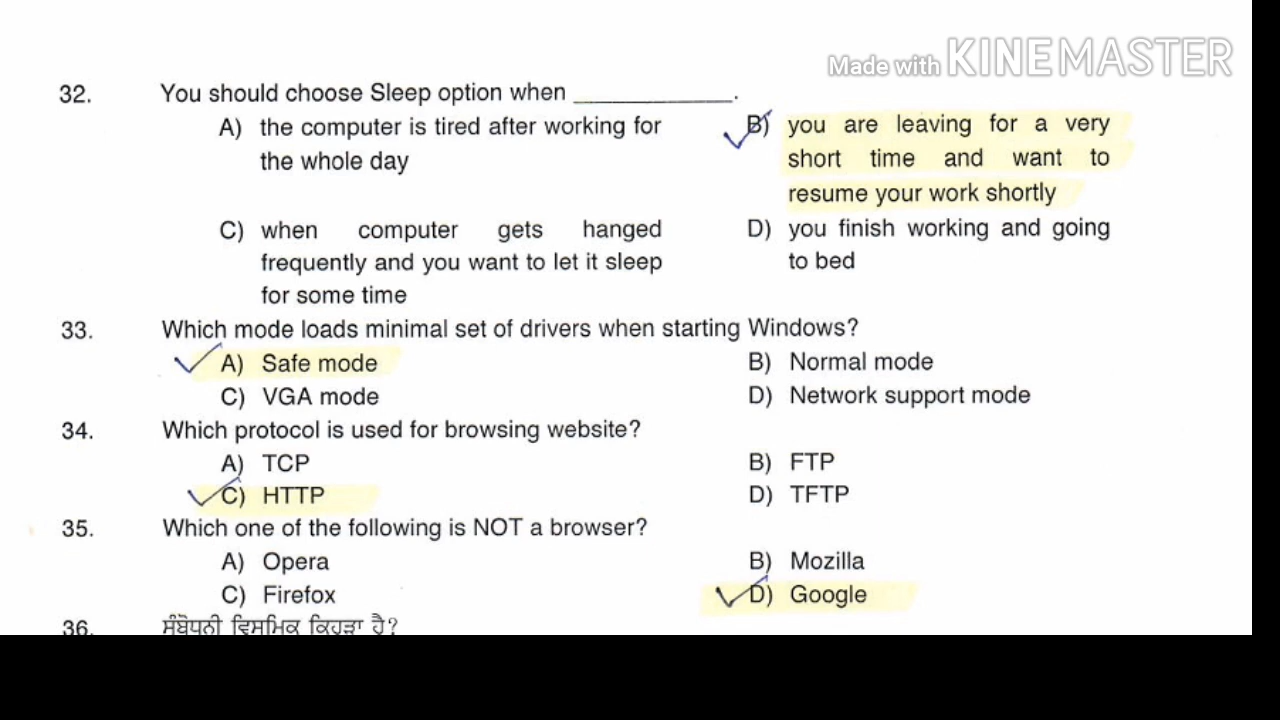 Made with KINEMASTER
32. You should choose Sleep option when ____________.
A) the computer is tired after working for
the whole day
B) you are leaving for a very
short time and want to
resume your work shortly
C) when computer gets hanged
frequently and you want to let it sleep
for some time
D) you finish working and going
to bed
33. Which mode loads minimal set of drivers when starting Windows?
A) Safe mode
B) Normal mode
C) VGA mode
D) Network support mode
34. Which protocol is used for browsing website?
A) TCP
B) FTP
C) HTTP
D) TFTP
35. Which one of the following is NOT a browser?
A) Opera
B) Mozilla
C) Firefox
D) Google
36. ਸੰਬੋਧਨੀ ਵਿਸਮਿਕ ਕਿਹੜਾ ਹੈ?